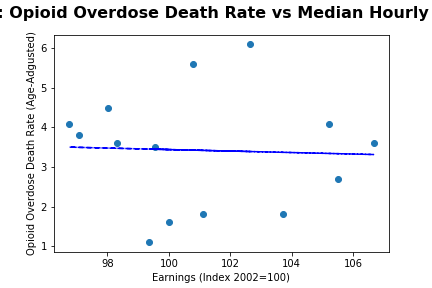 : Opioid Overdose Death Rate vs Median Hourly
Opioid Overdose Death Rate (Age-Adgusted)
6
5
4
3
2
1
98 100 102 104 106
Earnings (Index 2002=100)